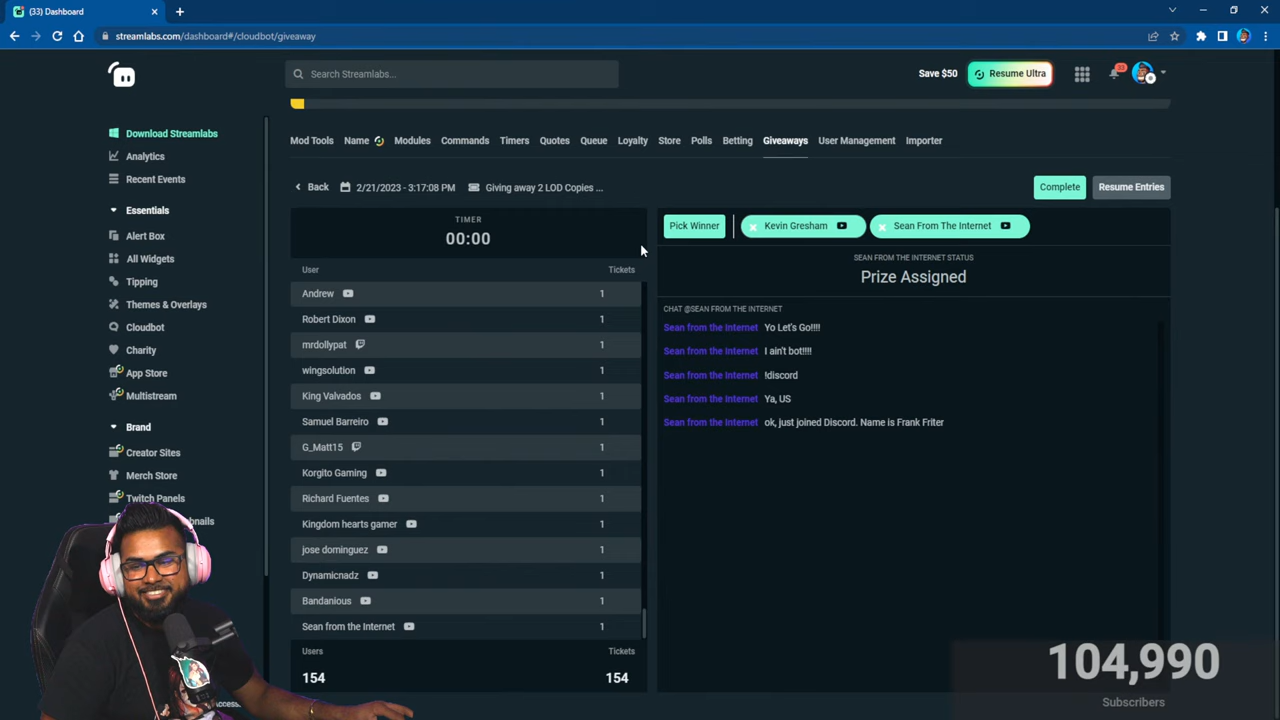 (33) Dashboard
streamlabs.com/dashboard#/cloudbot/giveaway
Search Streamlabs...
Save $50
Resume Ultra
33
Download Streamlabs
Analytics
Recent Events
Essentials
Alert Box
All Widgets
Tipping
Themes & Overlays
Cloudbot
Charity
App Store
Multistream
Brand
Creator Sites
Merch Store
Twitch Panels
Mod Tools Name Modules Commands Timers Quotes Queue Loyalty Store Polls Betting Giveaways User Management Importer
Back 2/21/2023 - 3:17:08 PM Giving away 2 LOD Copies ...
Complete Resume Entries
TIMER
00:00
User Tickets
Andrew 1
Robert Dixon 1
mrdollypat 1
wingsolution 1
King Valvados 1
Samuel Barreiro 1
G_Matt15 1
Korgito Gaming 1
Richard Fuentes 1
Kingdom hearts gamer 1
jose dominguez 1
Dynamicnadz 1
Bandanious 1
Sean from the Internet 1
Users Tickets
154 154
Pick Winner Kevin Gresham Sean From The Internet
SEAN FROM THE INTERNET STATUS
Prize Assigned
CHAT @SEAN FROM THE INTERNET
Sean from the Internet Yo Let's Go!!!!
Sean from the Internet I ain't bot!!!!
Sean from the Internet !discord
Sean from the Internet Ya, US
Sean from the Internet ok, just joined Discord. Name is Frank Friter
104,990
Subscribers